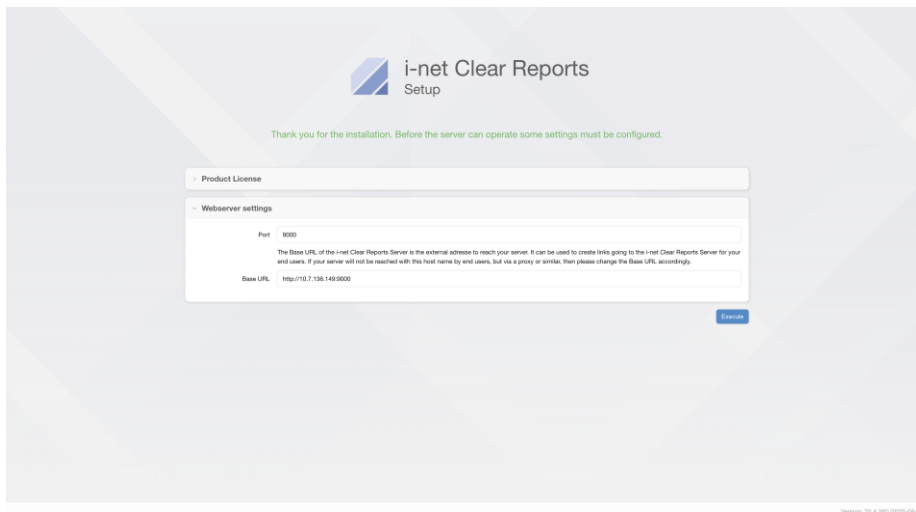 i-net Clear Reports
Setup
Thank you for the installation. Before the server can operate some settings must be configured.
Product License
Webserver settings
Port 9000
The Base URL of the i-net Clear Reports Server is the external adresse to reach your server. It can be used to create links going to the i-net Clear Reports Server for your
end users. If your server will not be reached with this host name by end users, but via a proxy or similar, then please change the Base URL accordingly.
Base URL http://10.7.136.149:9000
Execute